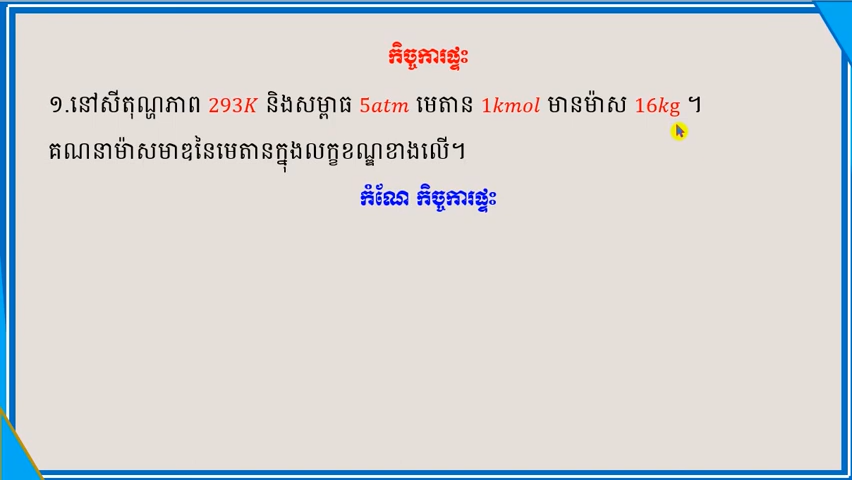 កិច្ចការផ្ទះ
១.នៅសីតុណ្ហភាព 293K និងសម្ពាធ 5atm មេតាន 1kmol មានម៉ាស 16kg ។
គណនាម៉ាសមាឌនៃមេតានក្នុងលក្ខខណ្ឌខាងលើ។
កំណែ កិច្ចការផ្ទះ